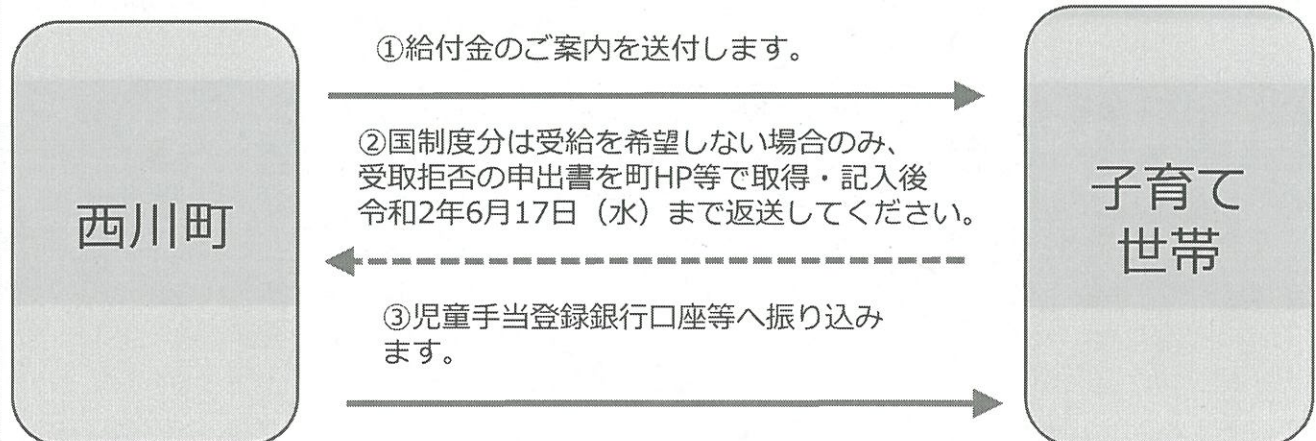 西川町
①給付金のご案内を送付します。
②国制度分は受給を希望しない場合のみ、
受取拒否の申出書を町HP等で取得・記入後
令和2年6月17日（水）まで返送してください。
③児童手当登録銀行口座等へ振り込み
ます。
子育て
世帯